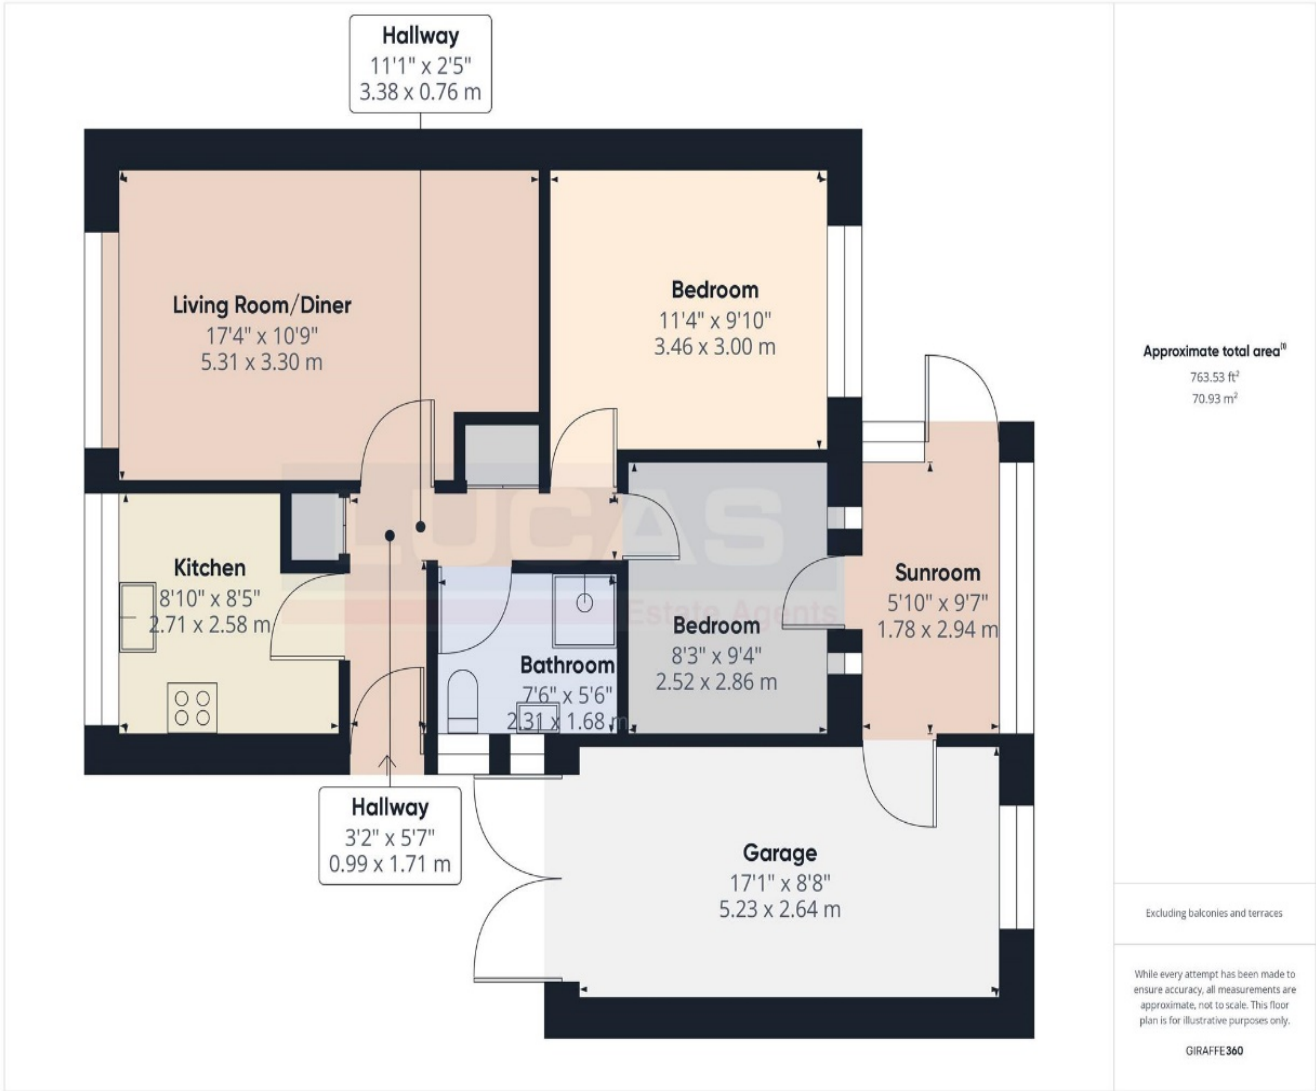 Hallway
11'1" x 2'5"
3.38 x 0.76 m
Living Room/Diner
17'4" x 10'9"
5.31 x 3.30 m
Bedroom
11'4" x 9'10"
3.46 x 3.00 m
Approximate total area⁽¹⁾
763.53 ft²
70.93 m²
LUCAS
Estate Agents
Kitchen
8'10" x 8'5"
2.71 x 2.58 m
Sunroom
5'10" x 9'7"
1.78 x 2.94 m
Bedroom
8'3" x 9'4"
2.52 x 2.86 m
Bathroom
7'6" x 5'6"
2.31 x 1.68 m
Hallway
3'2" x 5'7"
0.99 x 1.71 m
Garage
17'1" x 8'8"
5.23 x 2.64 m
Excluding balconies and terraces
While every attempt has been made to
ensure accuracy, all measurements are
approximate, not to scale. This floor
plan is for illustrative purposes only.
GIRAFFE360